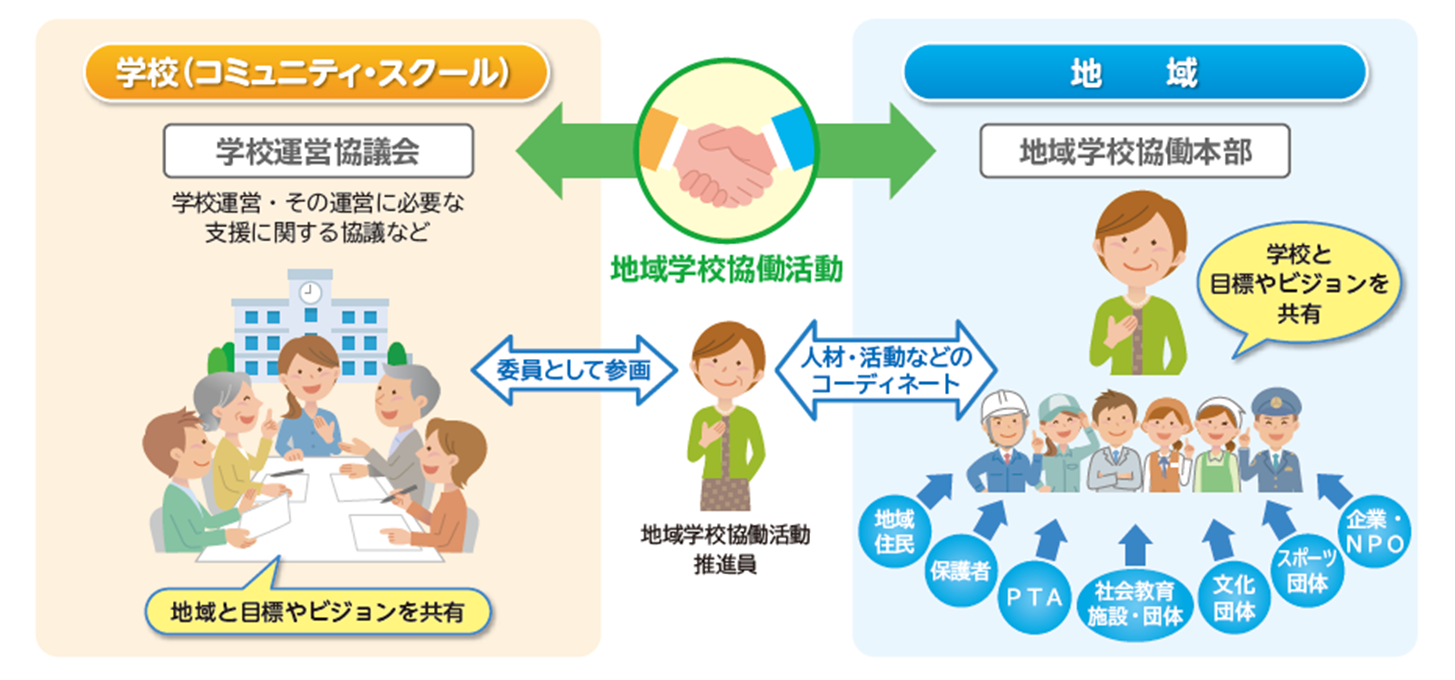 学校(コミュニティ・スクール)
学校運営協議会
学校運営・その運営に必要な
支援に関する協議など
地域と目標やビジョンを共有
地域学校協働活動
委員として参画
人材・活動などの
コーディネート
地域学校協働活動
推進員
地　域
地域学校協働本部
学校と
目標やビジョンを
共有
地域
住民
保護者
PTA
社会教育
施設・団体
文化
団体
スポーツ
団体
企業・
NPO